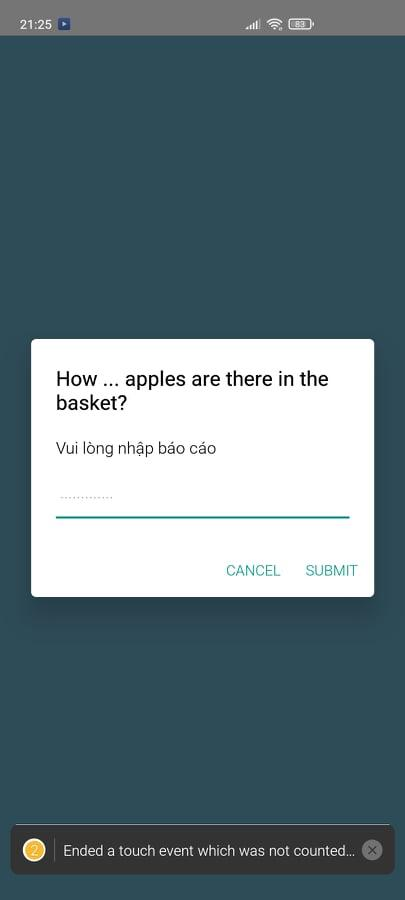 21:25
83
How ... apples are there in the
basket?
Vui lòng nhập báo cáo
.............
CANCEL SUBMIT
2 Ended a touch event which was not counted...